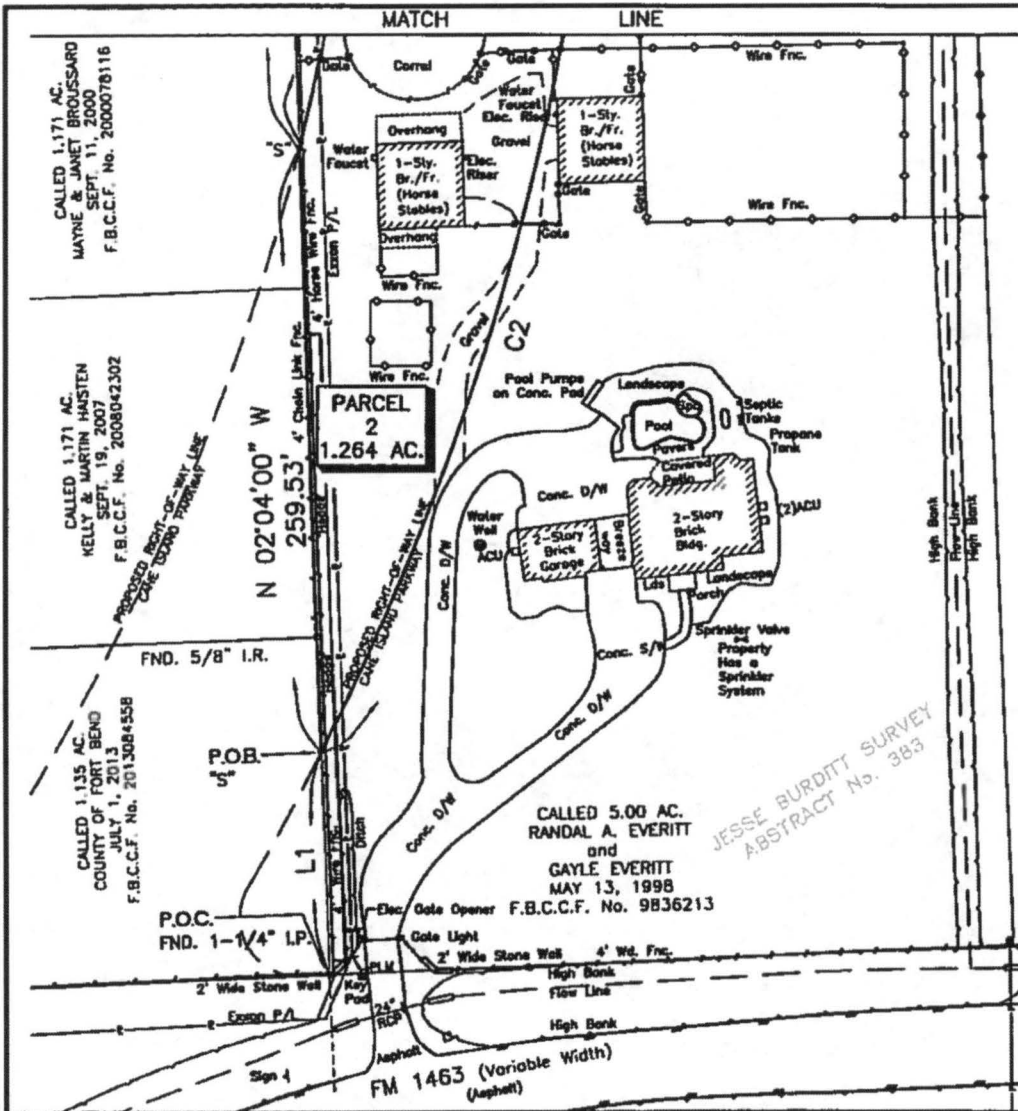 MATCH LINE
CALLED 1.171 AC.
MAYNE & JANET BROUSSARD
SEPT. 11, 2000
F.B.C.C.F. No. 2000078116
"S"
Gate
Corral
Gate
Gate
Wire Fnc.
Gate
Water
Faucet
Elec. Riser
Gravel
Overhang
1-Sty.
Br./Fr.
(Horse
Stables)
Water
Faucet
Elec.
Riser
Overhang
Wire Fnc.
1-Sty.
Br./Fr.
(Horse
Stables)
Gate
Gate
Gate
Wire Fnc.
4' Horse Wire Fnc.
Exxon P/L
4' Chain Link Fnc.
Wire Fnc.
Gravel
C2
PARCEL
2
1.264 AC.
CALLED 1.171 AC.
KELLY & MARTIN HAISTEN
SEPT. 19, 2007
F.B.C.C.F. No. 2008042302
PROPOSED RIGHT-OF-WAY LINE
CANE ISLAND PARKWAY
N 02°04'00" W
259.53'
PROPOSED RIGHT-OF-WAY LINE
CANE ISLAND PARKWAY
Pool Pumps
on Conc. Pad
Landscape
Spa
Pool
Pavers
Septic
Tanks
Propane
Tank
Covered
Patio
Conc. D/W
Conc. D/W
Water
Well
ACU
2-Story
Brick
Garage
Breeze
way
2-Story
Brick
Bldg.
(2)ACU
Lds
Porch
Landscape
Conc. S/W
Sprinkler Valve
Property
Has a
Sprinkler
System
Conc. D/W
Conc. D/W
High Bank
Flow Line
High Bank
FND. 5/8" I.R.
P.O.B.
"S"
CALLED 1.135 AC.
COUNTY OF FORT BEND
JULY 1, 2013
F.B.C.C.F. No. 2013084558
L1
Ditch
JESSE BURDITT SURVEY
ABSTRACT No. 383
CALLED 5.00 AC.
RANDAL A. EVERITT
and
GAYLE EVERITT
MAY 13, 1998
F.B.C.C.F. No. 9836213
P.O.C.
FND. 1-1/4" I.P.
Elec. Gate Opener
Gate Light
2' Wide Stone Wall
4' Wd. Fnc.
2' Wide Stone Wall
PLM
Key
Pad
High Bank
Flow Line
High Bank
24"
RCP
Exxon P/L
Asphalt
Sign
FM 1463 (Variable Width)
(Asphalt)